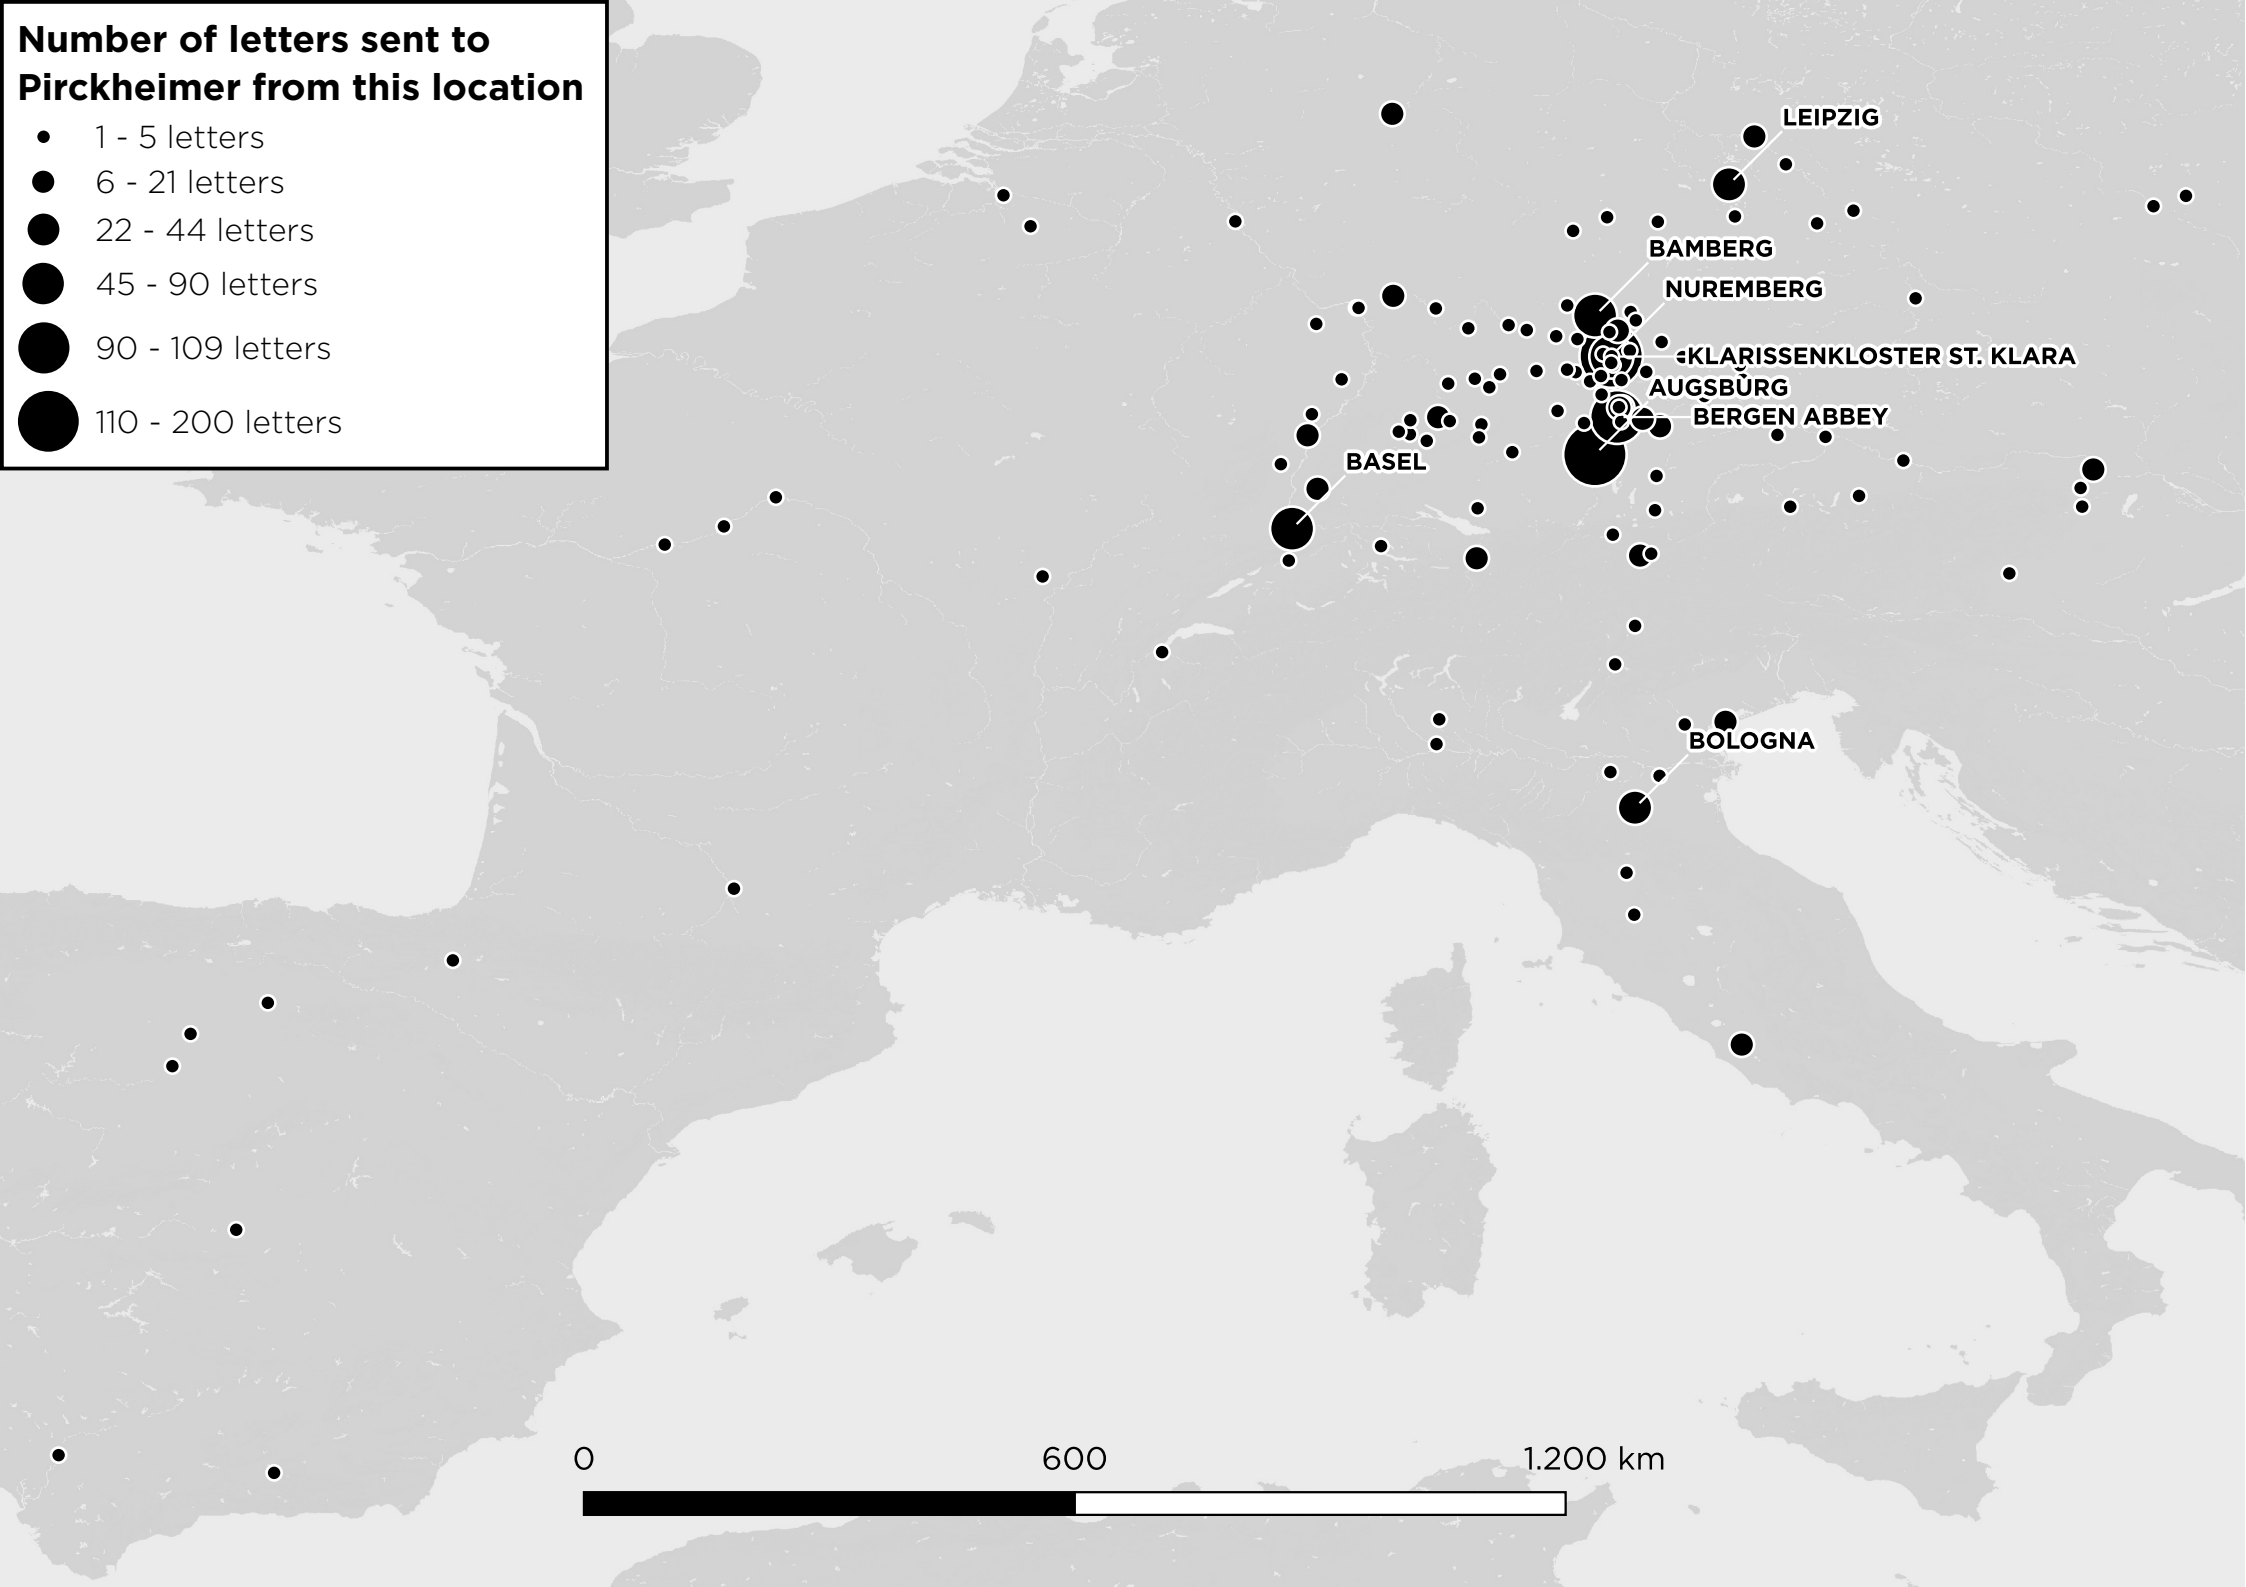 Number of letters sent to
Pirckheimer from this location
1 - 5 letters
6 - 21 letters
22 - 44 letters
45 - 90 letters
90 - 109 letters
110 - 200 letters
LEIPZIG
BAMBERG
NUREMBERG
KLARISSENKLOSTER ST. KLARA
AUGSBURG
BERGEN ABBEY
BASEL
BOLOGNA
0 600 1.200 km